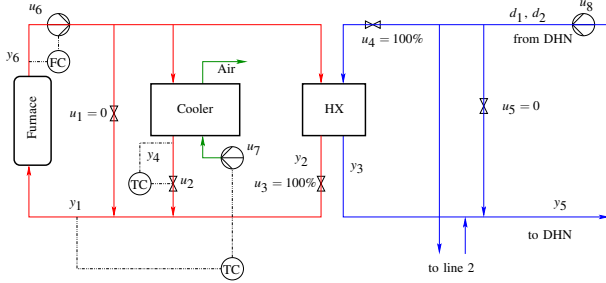 u6
d1, d2
u8
y6
FC
u4 = 100%
from DHN
Air
Furnace
u1 = 0
Cooler
HX
u5 = 0
y4
u7
y2
y3
TC
u2
u3 = 100%
y1
y5
to DHN
TC
to line 2